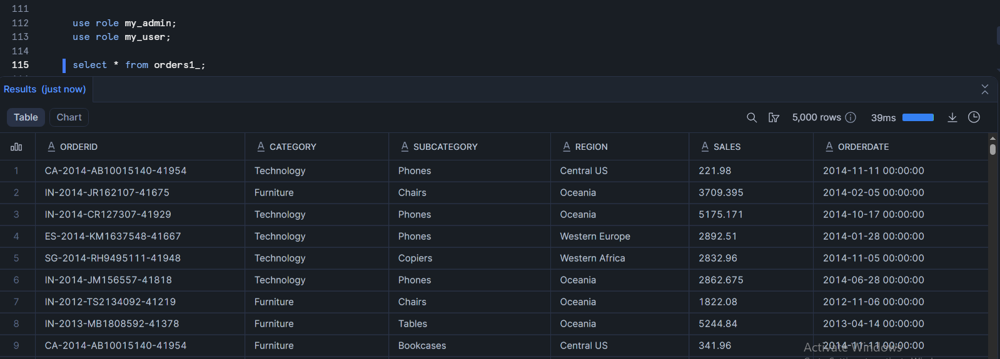 111
112 use role my_admin;
113 use role my_user;
114
115 select * from orders1_;
Results (just now)
Table Chart 5,000 rows 39ms
A ORDERID A CATEGORY A SUBCATEGORY A REGION A SALES A ORDERDATE
1 CA-2014-AB10015140-41954 Technology Phones Central US 221.98 2014-11-11 00:00:00
2 IN-2014-JR162107-41675 Furniture Chairs Oceania 3709.395 2014-02-05 00:00:00
3 IN-2014-CR127307-41929 Technology Phones Oceania 5175.171 2014-10-17 00:00:00
4 ES-2014-KM1637548-41667 Technology Phones Western Europe 2892.51 2014-01-28 00:00:00
5 SG-2014-RH9495111-41948 Technology Copiers Western Africa 2832.96 2014-11-05 00:00:00
6 IN-2014-JM156557-41818 Technology Phones Oceania 2862.675 2014-06-28 00:00:00
7 IN-2012-TS2134092-41219 Furniture Chairs Oceania 1822.08 2012-11-06 00:00:00
8 IN-2013-MB1808592-41378 Furniture Tables Oceania 5244.84 2013-04-14 00:00:00
9 CA-2014-AB10015140-41954 Furniture Bookcases Central US 341.96 2014-11-11 00:00:00
Activate Windows